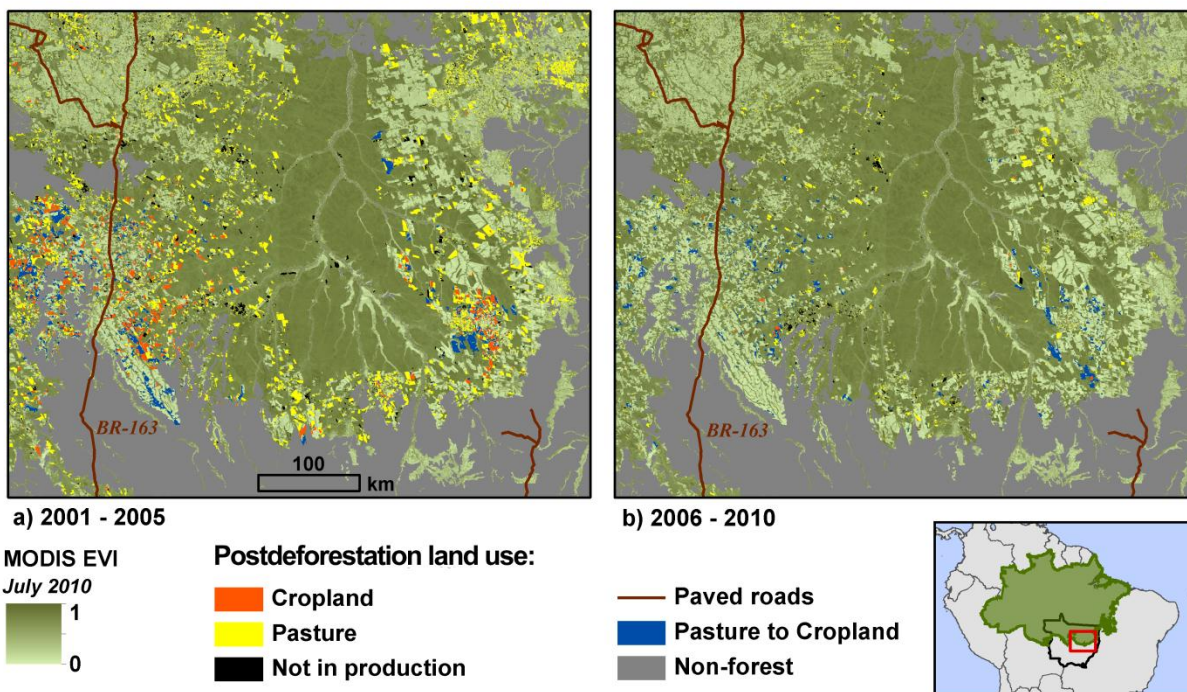 BR-163
100
km
BR-163
a) 2001 - 2005
b) 2006 - 2010
MODIS EVI
July 2010
1
0
Postdeforestation land use:
Cropland
Pasture
Not in production
Paved roads
Pasture to Cropland
Non-forest